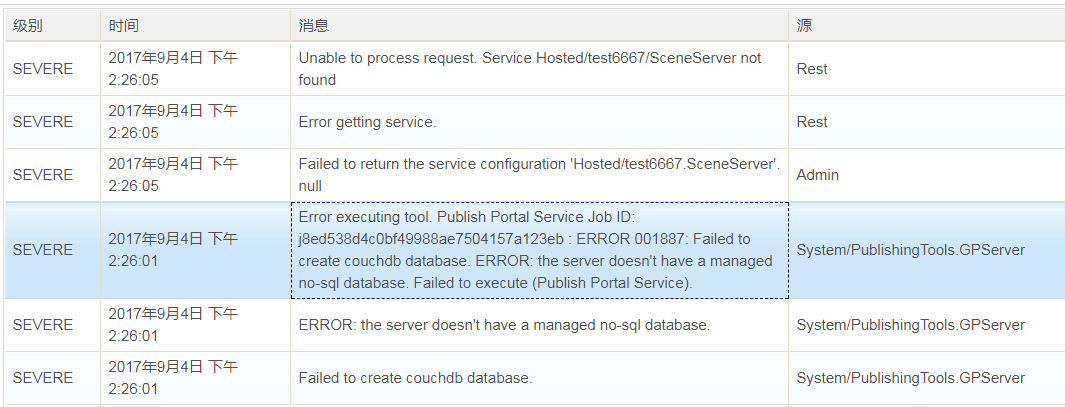 级别 时间 消息 源
SEVERE 2017年9月4日 下午 Unable to process request. Service Hosted/test6667/SceneServer not Rest
2:26:05 found
SEVERE 2017年9月4日 下午 Error getting service. Rest
2:26:05
SEVERE 2017年9月4日 下午 Failed to return the service configuration 'Hosted/test6667.SceneServer'. Admin
2:26:05 null
SEVERE 2017年9月4日 下午 Error executing tool. Publish Portal Service Job ID: System/PublishingTools.GPServer
2:26:01 j8ed538d4c0bf49988ae7504157a123eb : ERROR 001887: Failed to
create couchdb database. ERROR: the server doesn't have a managed
no-sql database. Failed to execute (Publish Portal Service).
SEVERE 2017年9月4日 下午 ERROR: the server doesn't have a managed no-sql database. System/PublishingTools.GPServer
2:26:01
SEVERE 2017年9月4日 下午 Failed to create couchdb database. System/PublishingTools.GPServer
2:26:01